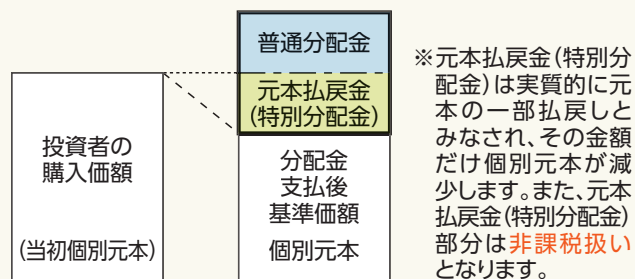 投資者の
購入価額
(当初個別元本)
普通分配金
元本払戻金
(特別分配金)
分配金
支払後
基準価額
個別元本
※元本払戻金(特別分
配金)は実質的に元
本の一部払戻しと
みなされ、その金額
だけ個別元本が減
少します。また、元本
払戻金(特別分配金)
部分は非課税扱い
となります。